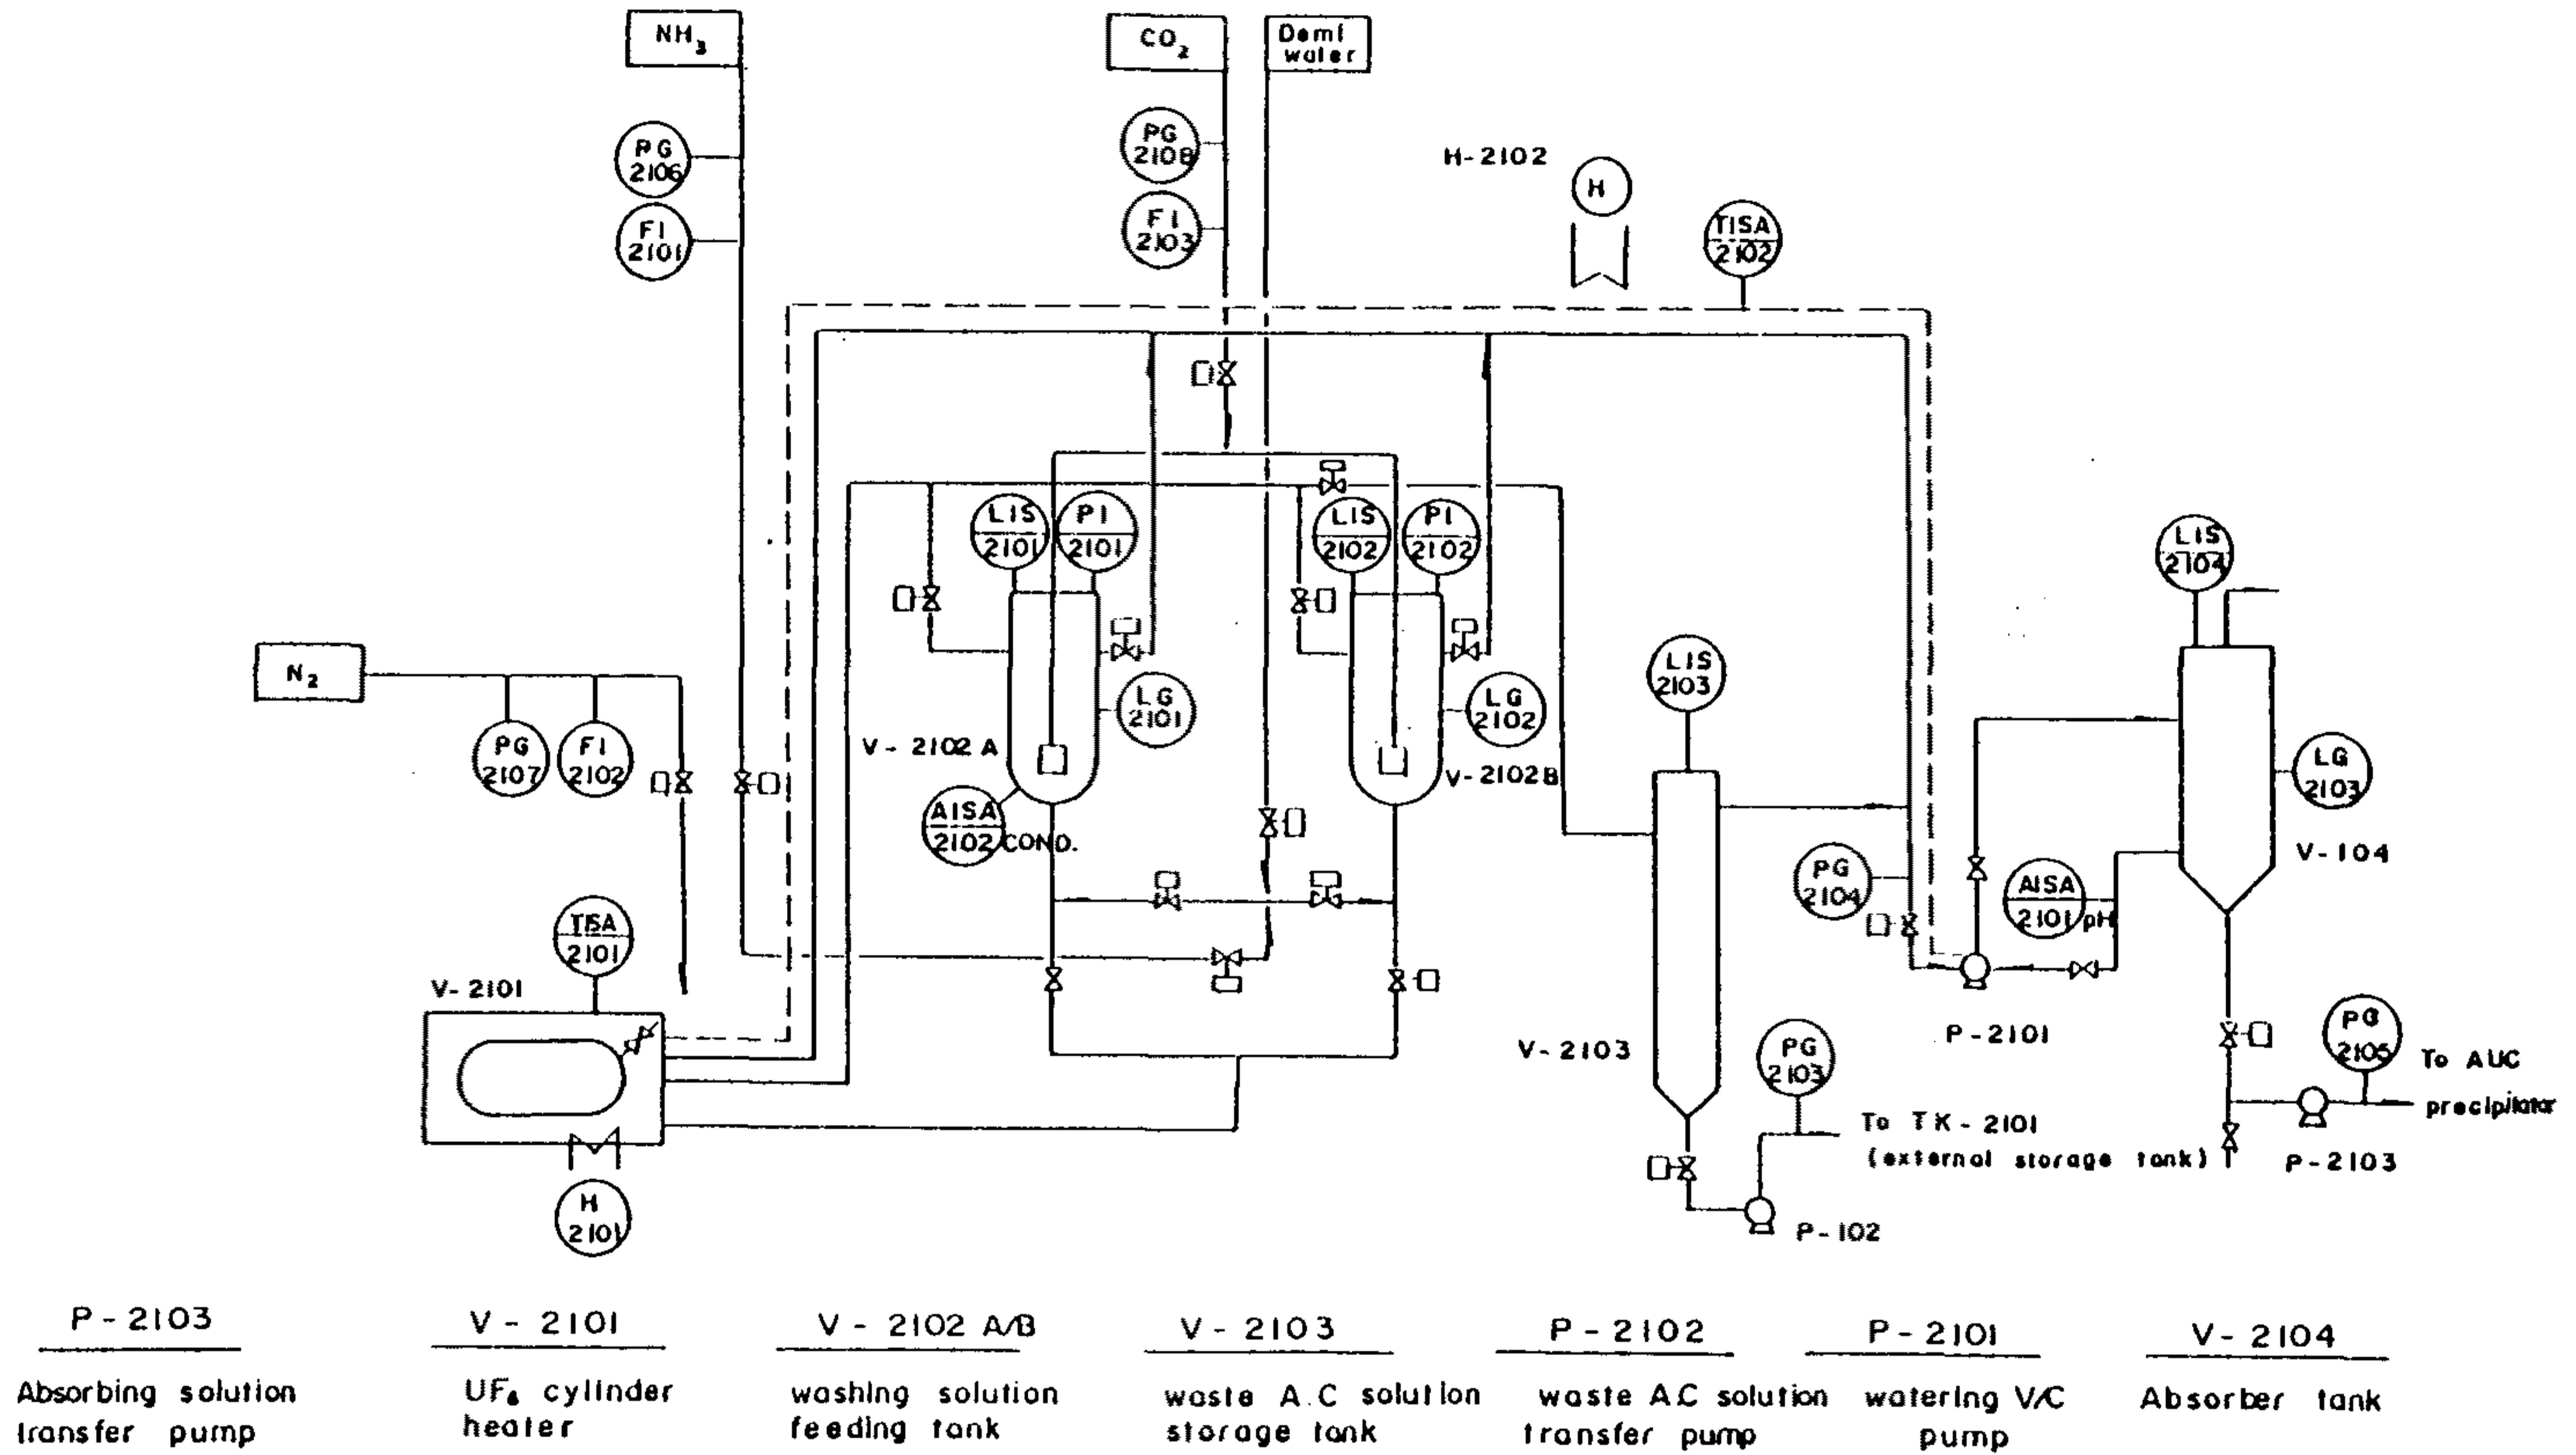 NH3
CO2
Demi
water
PG
2106
FI
2101
PG
2108
FI
2103
H-2102
H
TISA
2102
LIS
2101
PI
2101
LIS
2102
PI
2102
LIS
2104
N2
PG
2107
FI
2102
LG
2101
LG
2102
LIS
2103
LG
2103
V-2102A
V-2102B
AISA
2102 COND.
V-104
PG
2104
AISA
2101 pH
TISA
2101
V-2101
P-2101
V-2103
PG
2103
PG
2105
To AUC
precipitator
To TK-2101
(external storage tank)
P-2103
H
2101
P-102
P-2103
Absorbing solution
transfer pump
V-2101
UF6 cylinder
heater
V-2102 A/B
washing solution
feeding tank
V-2103
waste A.C solution
storage tank
P-2102
waste A.C solution
transfer pump
P-2101
watering V/C
pump
V-2104
Absorber tank